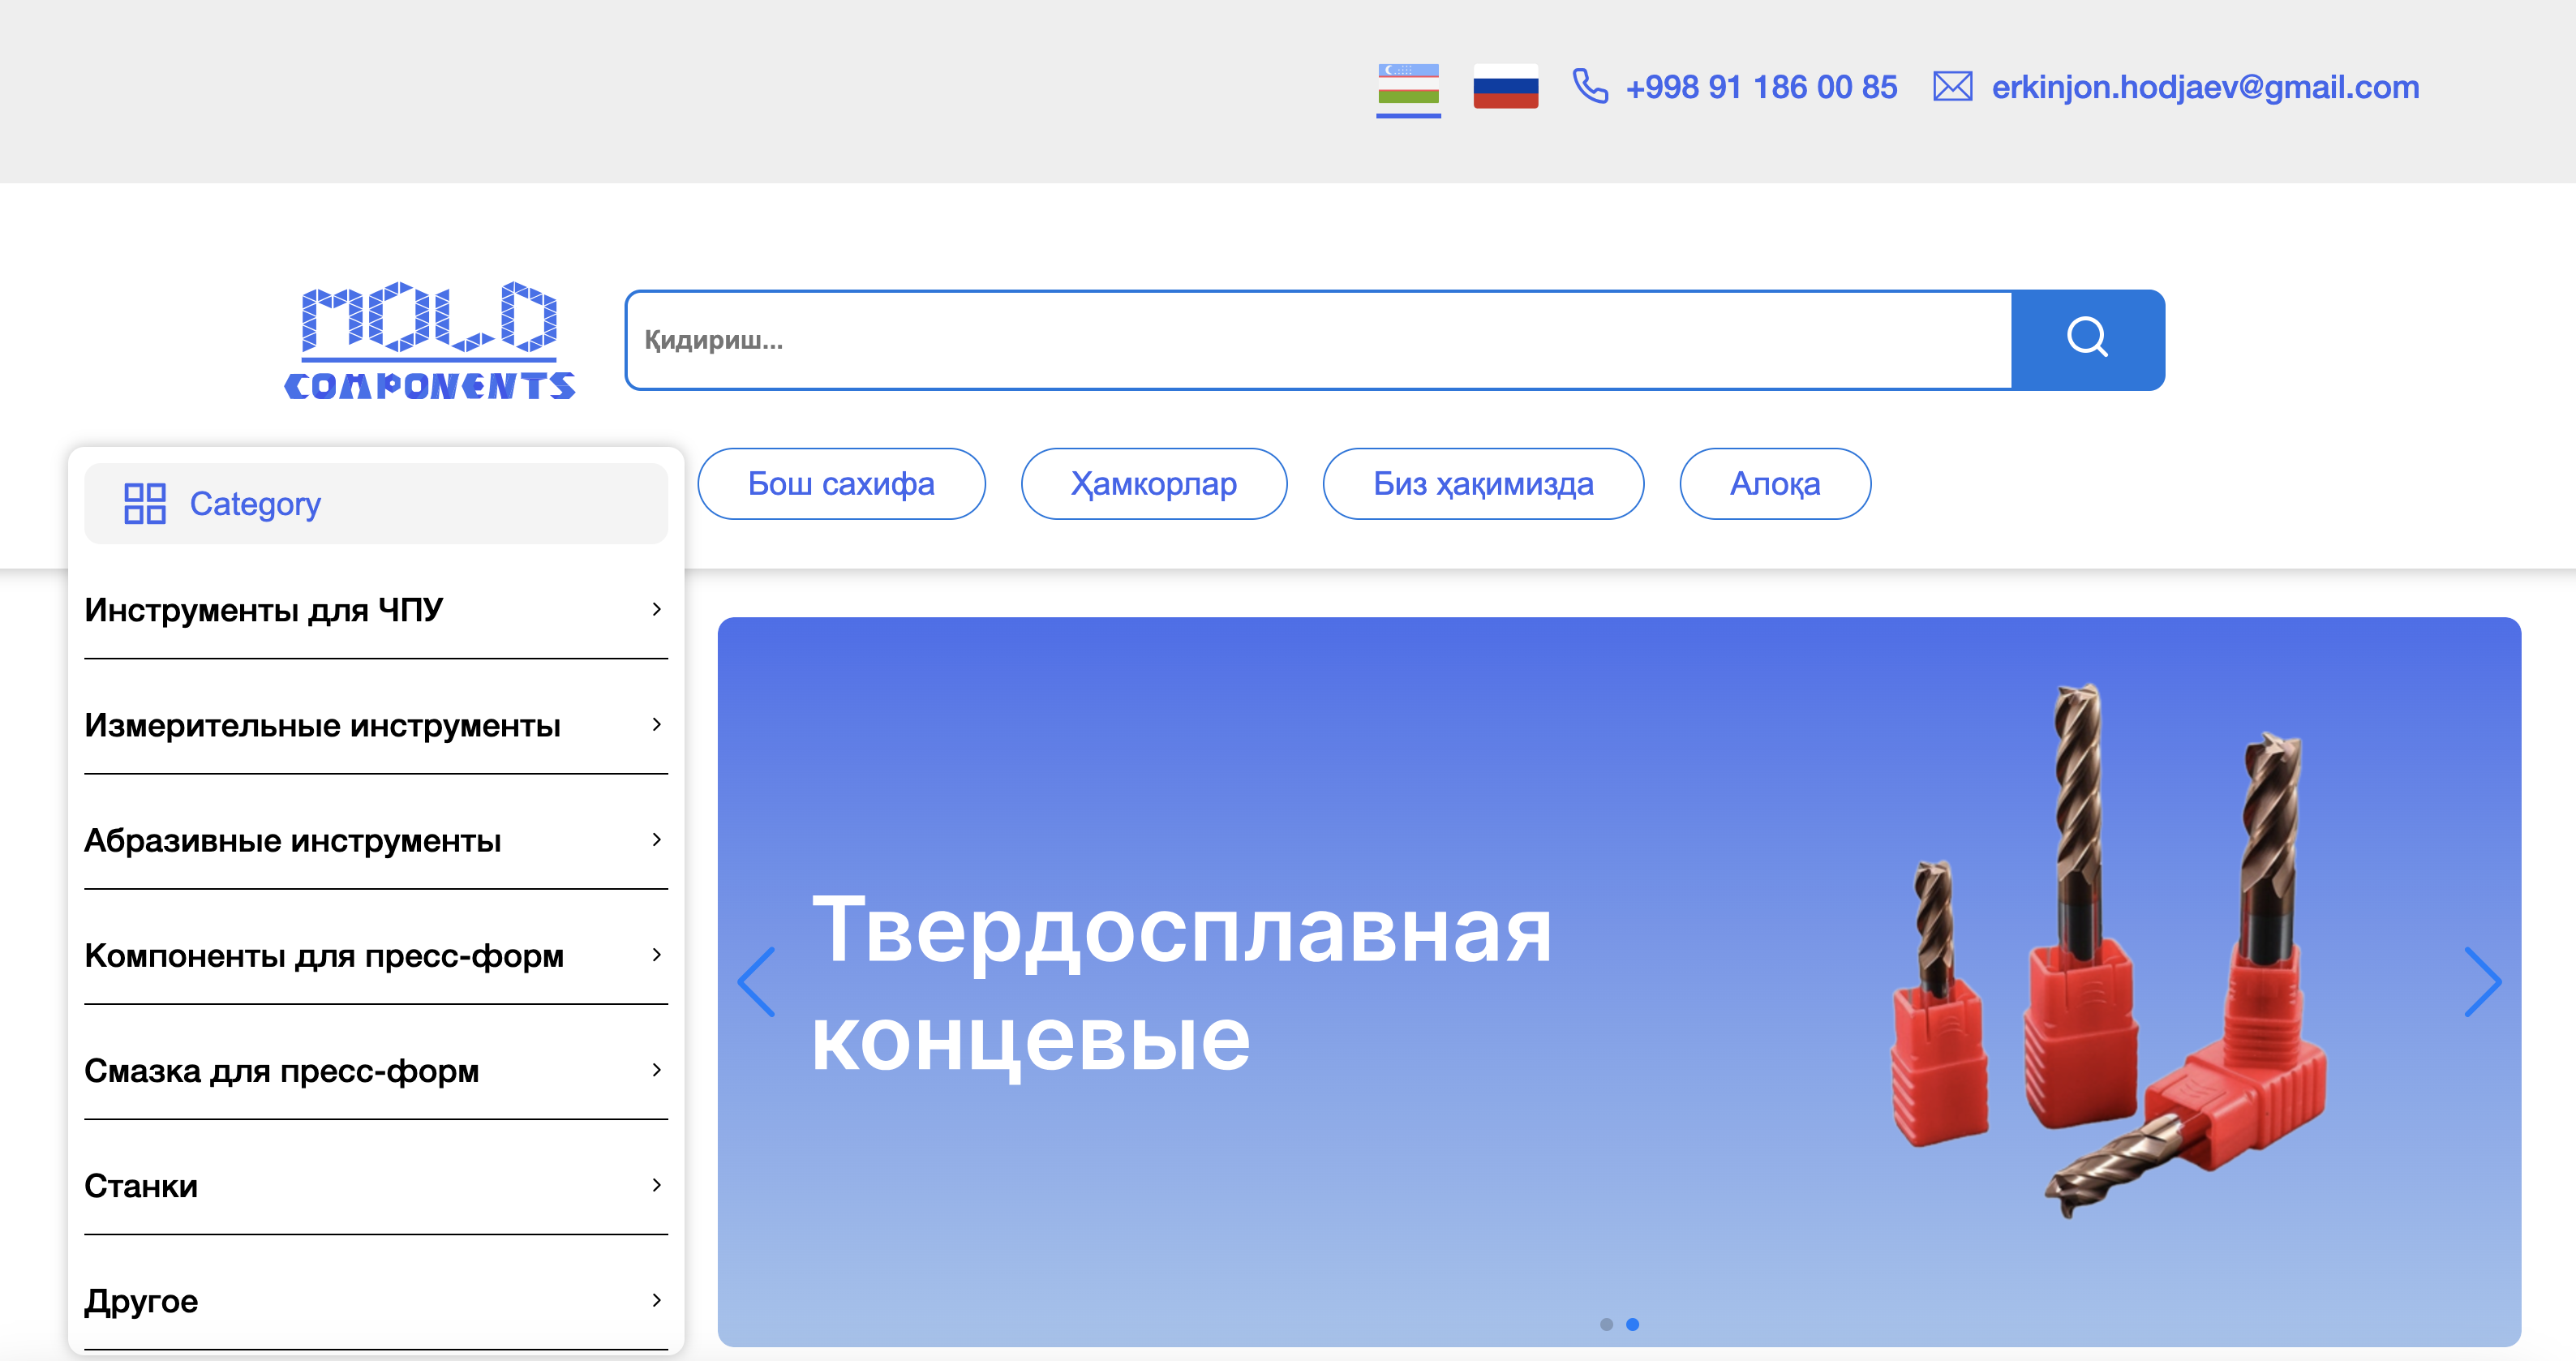 +998 91 186 00 85 erkinjon.hodjaev@gmail.com
MOLD
COMPONENTS
Қидириш...
Category
Бош сахифа Ҳамкорлар Биз ҳақимизда Алоқа
Инструменты для ЧПУ
Измерительные инструменты
Абразивные инструменты
Компоненты для пресс-форм
Смазка для пресс-форм
Станки
Другое
Твердосплавная
концевые